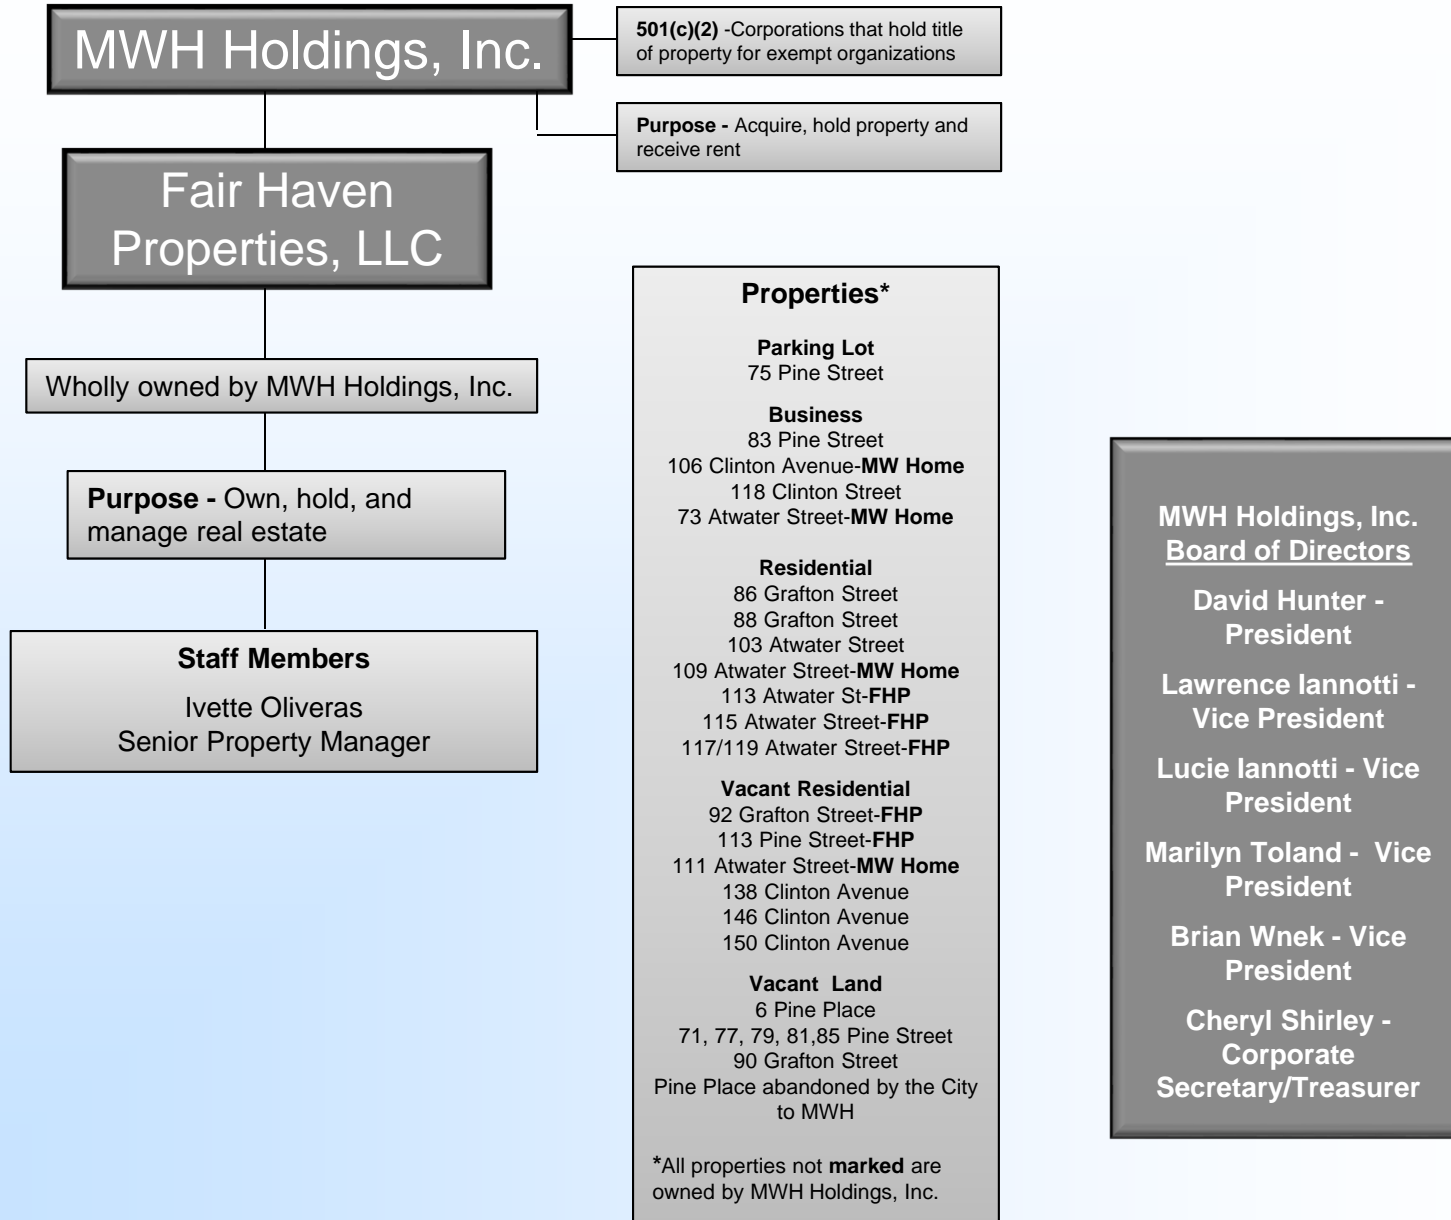 MWH Holdings, Inc.
501(c)(2) -Corporations that hold title
of property for exempt organizations
Purpose - Acquire, hold property and
receive rent
Fair Haven
Properties, LLC
Wholly owned by MWH Holdings, Inc.
Purpose - Own, hold, and
manage real estate
Staff Members
Ivette Oliveras
Senior Property Manager
Properties*
Parking Lot
75 Pine Street
Business
83 Pine Street
106 Clinton Avenue-MW Home
118 Clinton Street
73 Atwater Street-MW Home
Residential
86 Grafton Street
88 Grafton Street
103 Atwater Street
109 Atwater Street-MW Home
113 Atwater St-FHP
115 Atwater Street-FHP
117/119 Atwater Street-FHP
Vacant Residential
92 Grafton Street-FHP
113 Pine Street-FHP
111 Atwater Street-MW Home
138 Clinton Avenue
146 Clinton Avenue
150 Clinton Avenue
Vacant  Land
6 Pine Place
71, 77, 79, 81,85 Pine Street
90 Grafton Street
Pine Place abandoned by the City
to MWH
*All properties not marked are
owned by MWH Holdings, Inc.
MWH Holdings, Inc.
Board of Directors
David Hunter -
President
Lawrence Iannotti -
Vice President
Lucie Iannotti - Vice
President
Marilyn Toland -  Vice
President
Brian Wnek - Vice
President
Cheryl Shirley -
Corporate
Secretary/Treasurer